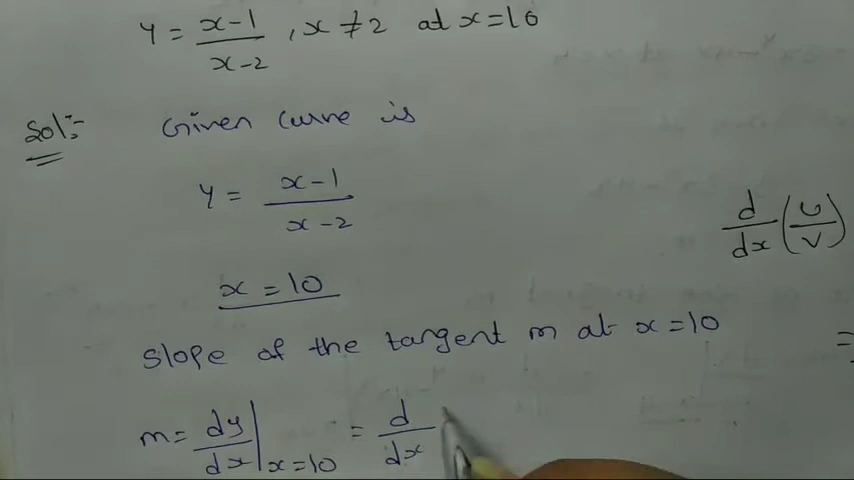 y = x-1 / x-2 , x ≠ 2 at x=10
Sol:- Given curve is
y = x-1 / x-2
d/dx (u/v)
x = 10
slope of the tangent m at x=10
=
m = dy/dx | x=10 = d/dx